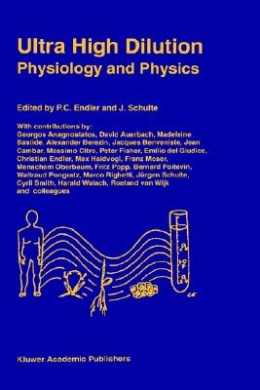 Ultra High Dilution
Physiology and Physics
Edited by P.C. Endler and J. Schulte
With contributions by:
Georgos Anagnostatos, David Auerbach, Madeleine
Bastide, Alexander Berezin, Jacques Benveniste, Jean
Cambar, Massimo Citro, Peter Fisher, Emilio del Giudice,
Christian Endler, Max Haidvogl, Franz Moser,
Menachem Oberbaum, Fritz Popp, Bernard Poitevin,
Waltraud Pongratz, Marco Righetti, Jörgen Schulte,
Cyril Smith, Harald Walach, Roeland van Wijk
and colleagues
Kluwer Academic Publishers